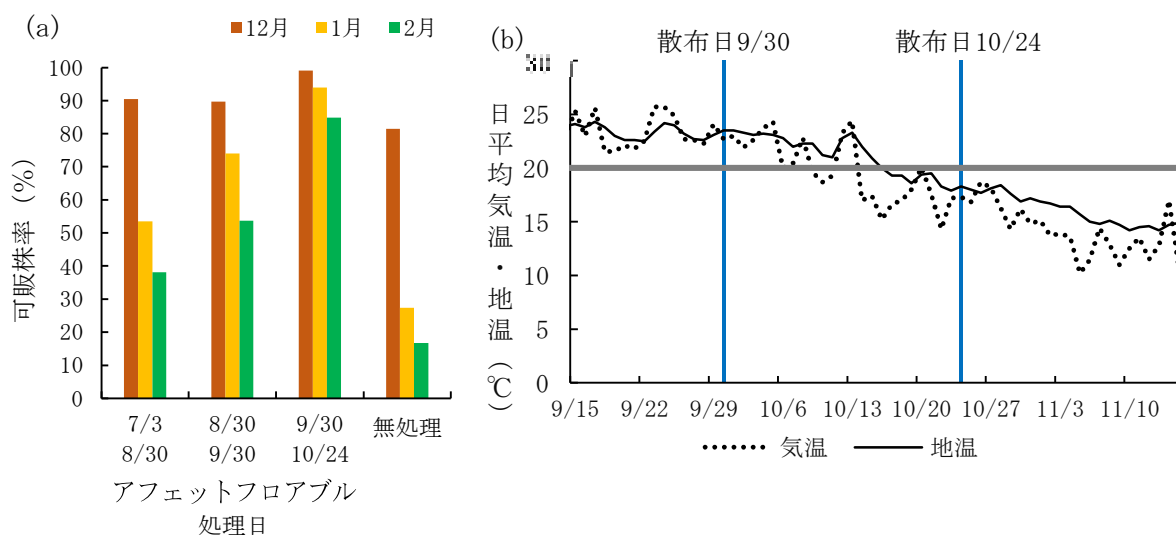 (a)
12月 1月 2月
100
90
80
70
60
50
40
30
20
10
0
可販株率（%）
7/3 8/30 9/30 無処理
8/30 9/30 10/24
アフェットフロアブル
処理日
(b)
散布日9/30 散布日10/24
25
20
15
10
5
0
日平均気温・地温（℃）
9/15 9/22 9/29 10/6 10/13 10/20 10/27 11/3 11/10
気温 地温